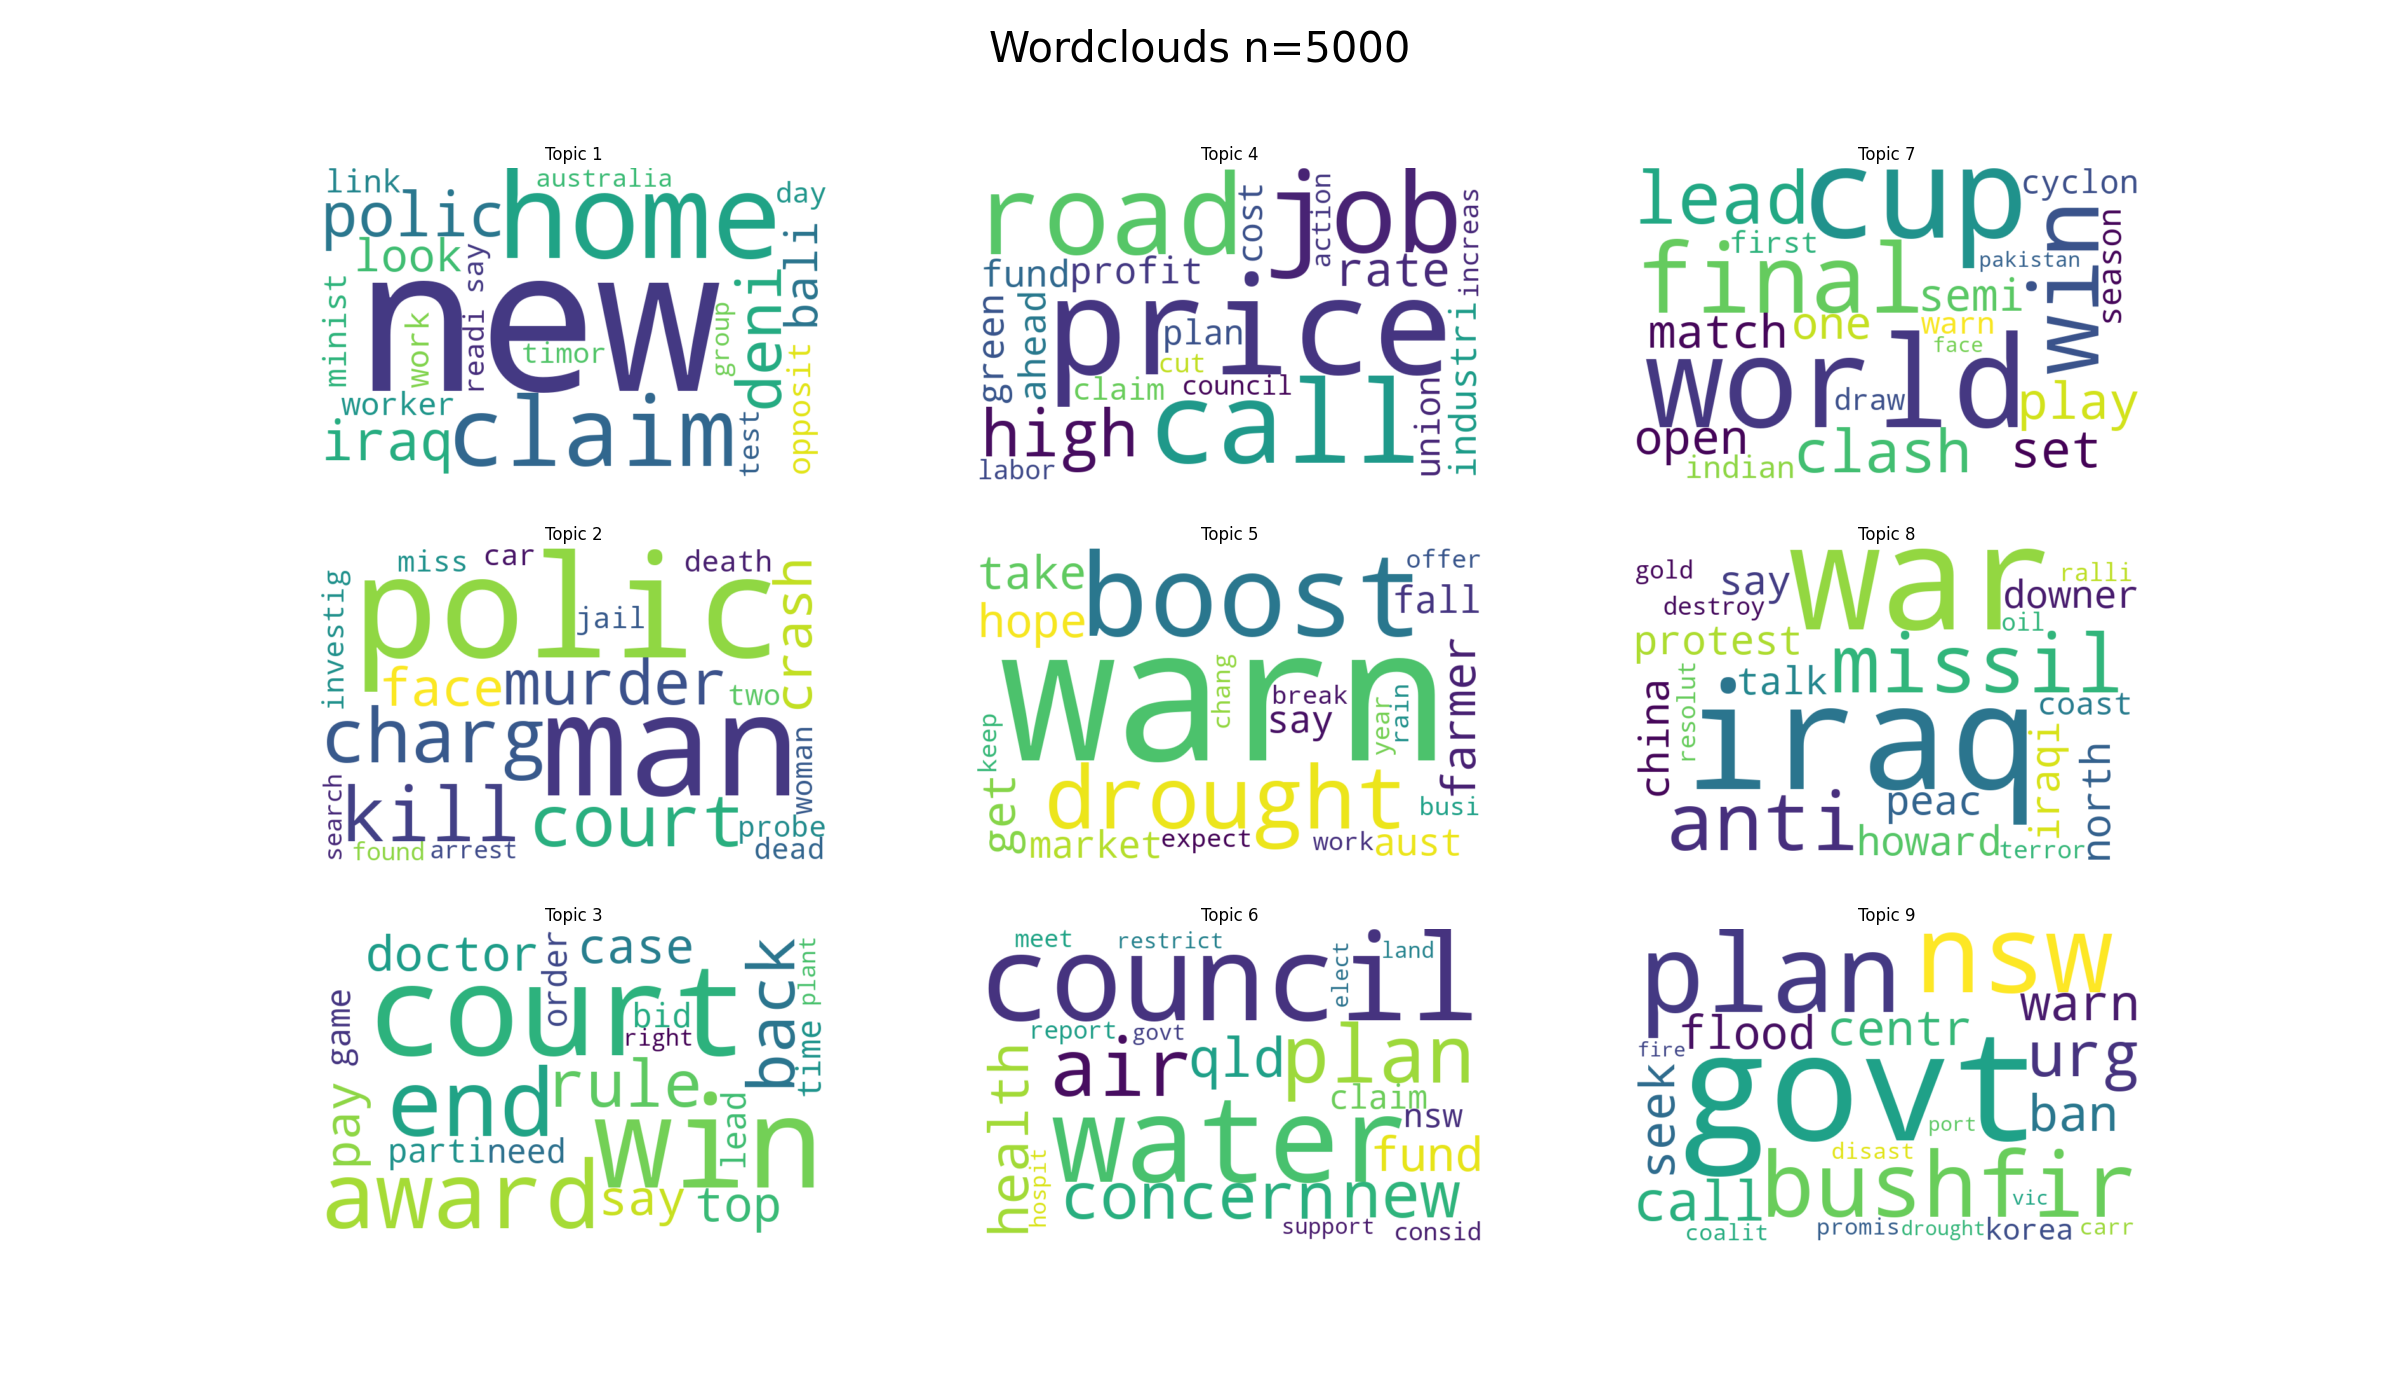 Wordclouds n=5000
Topic 1
link
australia
day
polic
home
look
say
bali
deni
minist
work
readi
new
timor
group
opposit
worker
iraq
claim
test
Topic 4
road
cost
action
job
increas
fund
profit
rate
green
ahead
price
plan
cut
industri
claim
council
high
call
union
labor
Topic 7
lead
cup
cyclon
first
final
pakistan
win
season
semi
match
one
warn
face
world
draw
play
open
indian
clash
set
Topic 2
miss
car
death
investig
polic
jail
crash
face
murder
two
charg
man
woman
search
kill
court
probe
found
arrest
dead
Topic 5
take
boost
offer
fall
hope
warn
chang
break
say
year
rain
farmer
keep
get
drought
busi
market
expect
work
aust
Topic 8
gold
say
war
ralli
destroy
downer
oil
protest
missil
talk
resolut
china
iraq
coast
iraqi
north
anti
peac
howard
terror
Topic 3
doctor
order
case
back
plant
court
game
bid
right
time
end
rule
pay
parti
need
lead
win
award
say
top
Topic 6
meet
restrict
elect
land
council
report
govt
air
qld
plan
health
claim
nsw
water
fund
hospit
concern
new
support
consid
Topic 9
plan
nsw
warn
flood
centr
fire
urg
govt
seek
port
ban
disast
bushfir
call
vic
coalit
promis
drought
korea
carr